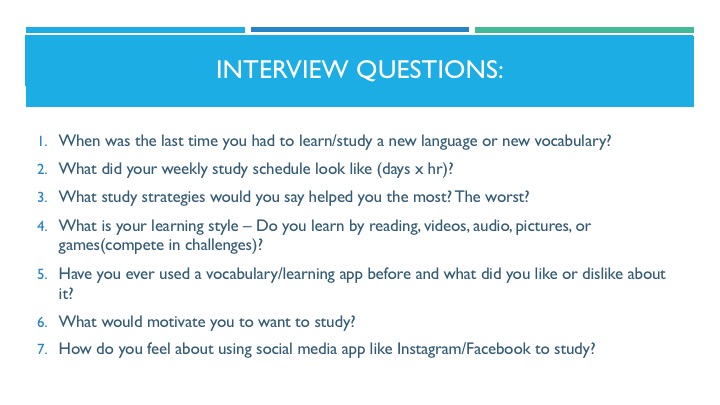 INTERVIEW QUESTIONS:
1. When was the last time you had to learn/study a new language or new vocabulary?
2. What did your weekly study schedule look like (days x hr)?
3. What study strategies would you say helped you the most? The worst?
4. What is your learning style – Do you learn by reading, videos, audio, pictures, or
games(compete in challenges)?
5. Have you ever used a vocabulary/learning app before and what did you like or dislike about
it?
6. What would motivate you to want to study?
7. How do you feel about using social media app like Instagram/Facebook to study?